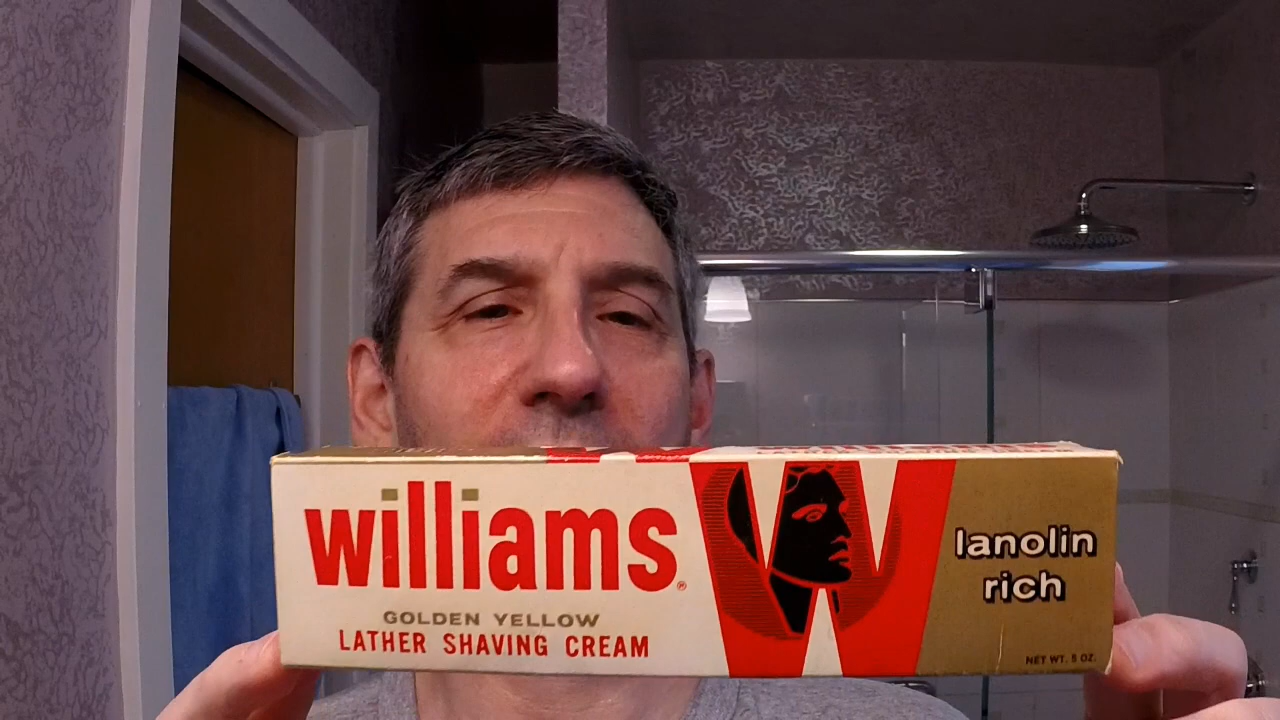 williams®
GOLDEN YELLOW
LATHER SHAVING CREAM
W
lanolin
rich
NET WT. 5 OZ.